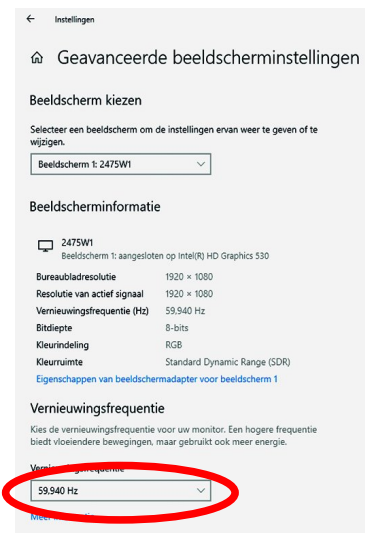 Instellingen
Geavanceerde beeldscherminstellingen
Beeldscherm kiezen
Selecteer een beeldscherm om de instellingen ervan weer te geven of te
wijzigen.
Beeldscherm 1: 2475W1
Beeldscherminformatie
2475W1
Beeldscherm 1: aangesloten op Intel(R) HD Graphics 530
Bureaubladresolutie 1920 × 1080
Resolutie van actief signaal 1920 × 1080
Vernieuwingsfrequentie (Hz) 59,940 Hz
Bitdiepte 8-bits
Kleurindeling RGB
Kleurruimte Standard Dynamic Range (SDR)
Eigenschappen van beeldschermadapter voor beeldscherm 1
Vernieuwingsfrequentie
Kies de vernieuwingsfrequentie voor uw monitor. Een hogere frequentie
biedt vloeiendere bewegingen, maar gebruikt ook meer energie.
Vernieuwingsfrequentie
59,940 Hz
Meer